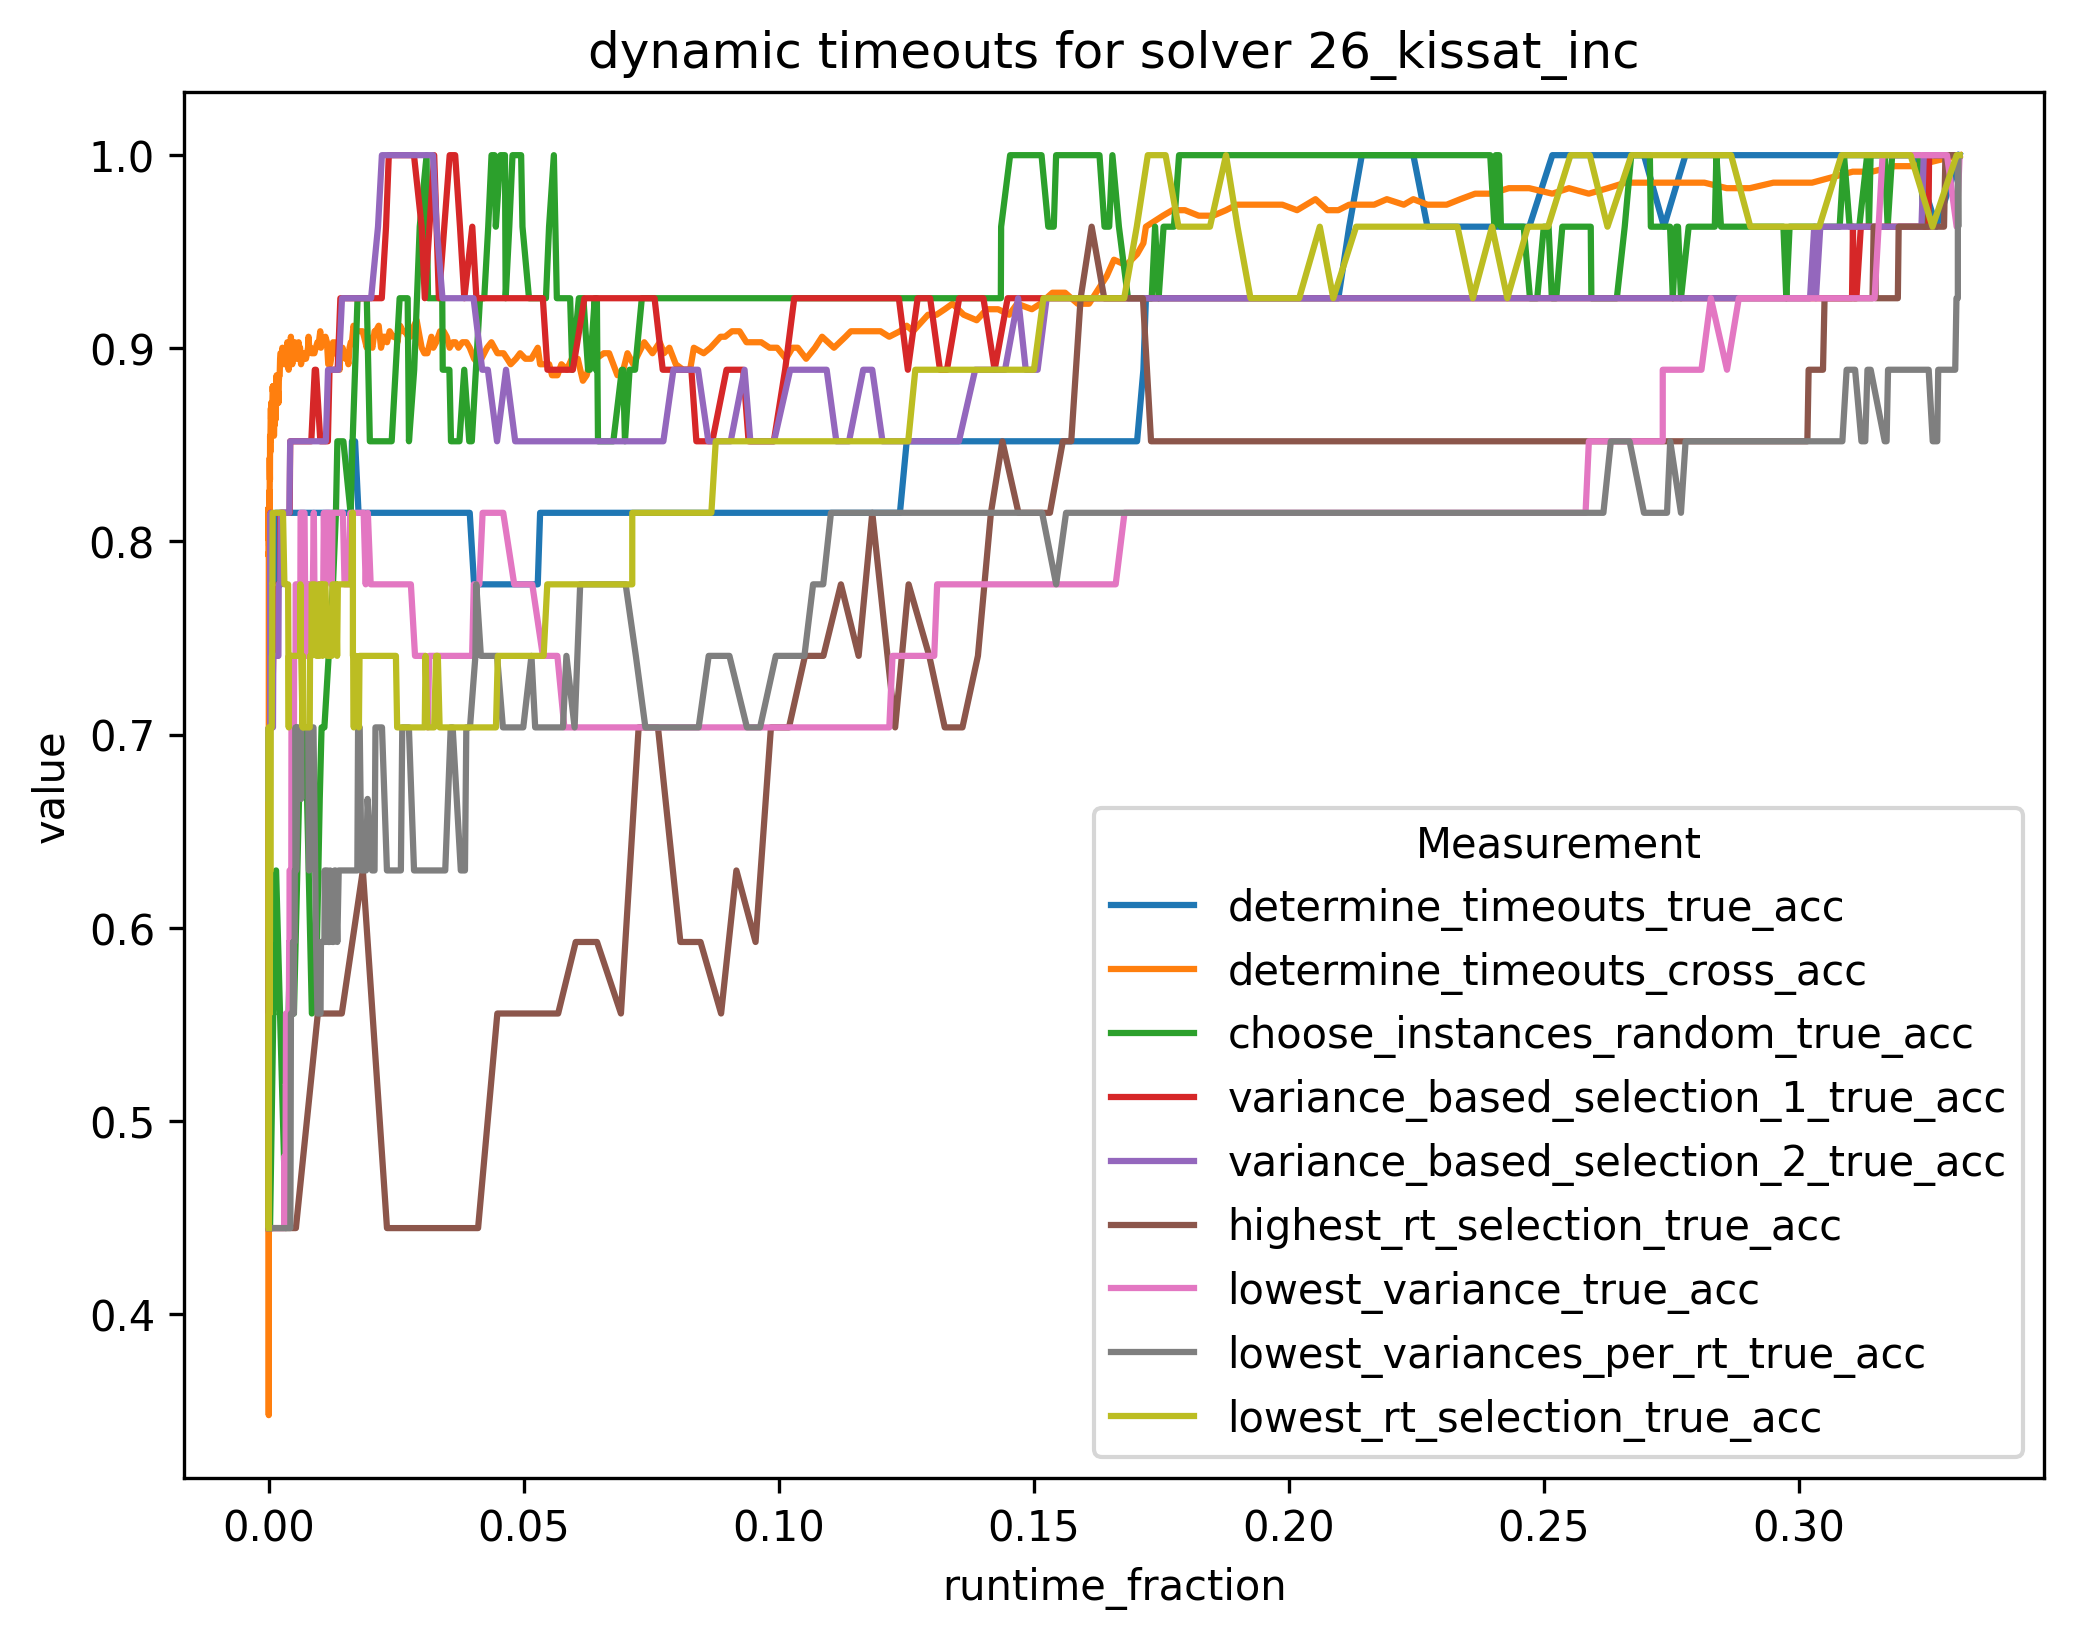 dynamic timeouts for solver 26_kissat_inc
1.0
0.9
0.8
0.7
0.6
0.5
0.4
value
Measurement
determine_timeouts_true_acc
determine_timeouts_cross_acc
choose_instances_random_true_acc
variance_based_selection_1_true_acc
variance_based_selection_2_true_acc
highest_rt_selection_true_acc
lowest_variance_true_acc
lowest_variances_per_rt_true_acc
lowest_rt_selection_true_acc
0.00 0.05 0.10 0.15 0.20 0.25 0.30
runtime_fraction